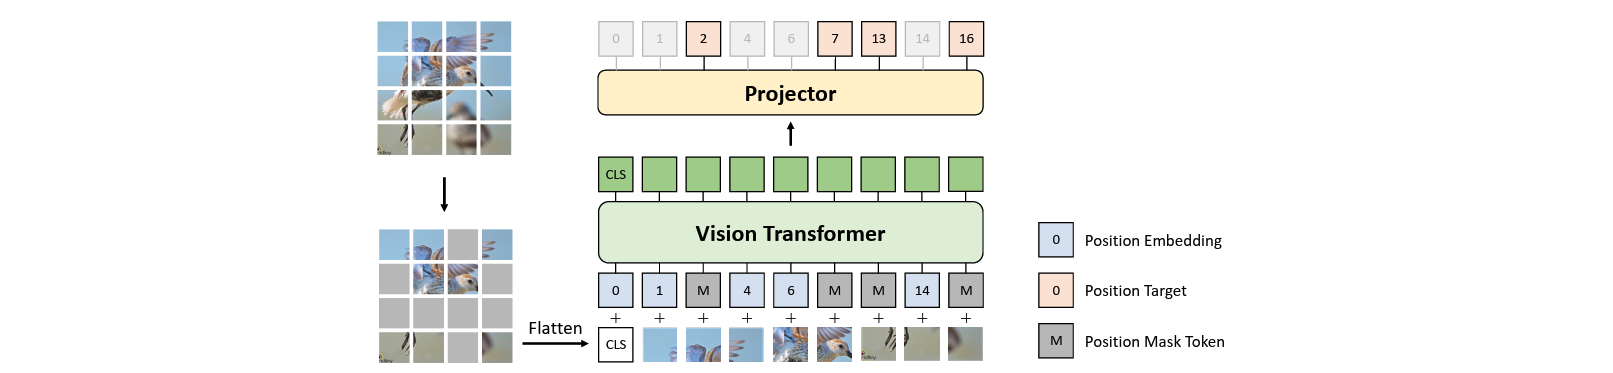 0 1 2 4 6 7 13 14 16
Projector
CLS
Vision Transformer
0 1 M 4 6 M M 14 M
+ + + + + + + + +
Flatten
CLS
0 Position Embedding
0 Position Target
M Position Mask Token